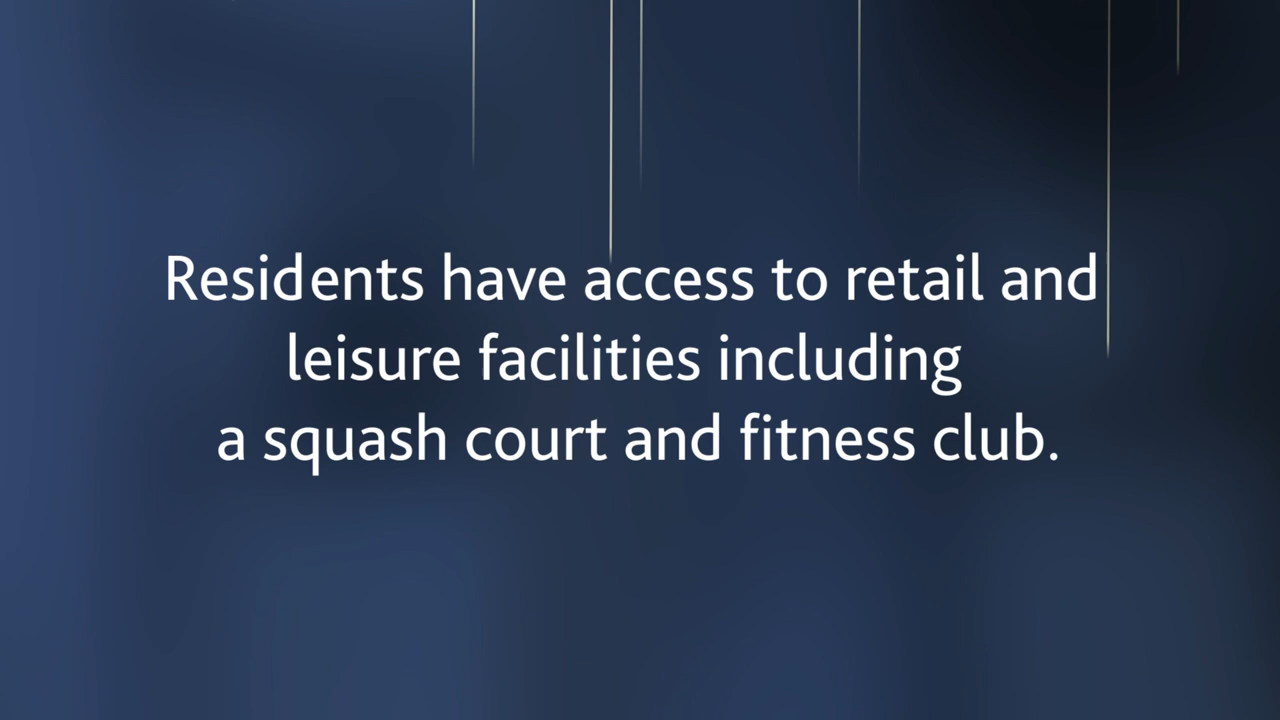 Residents have access to retail and
leisure facilities including
a squash court and fitness club.